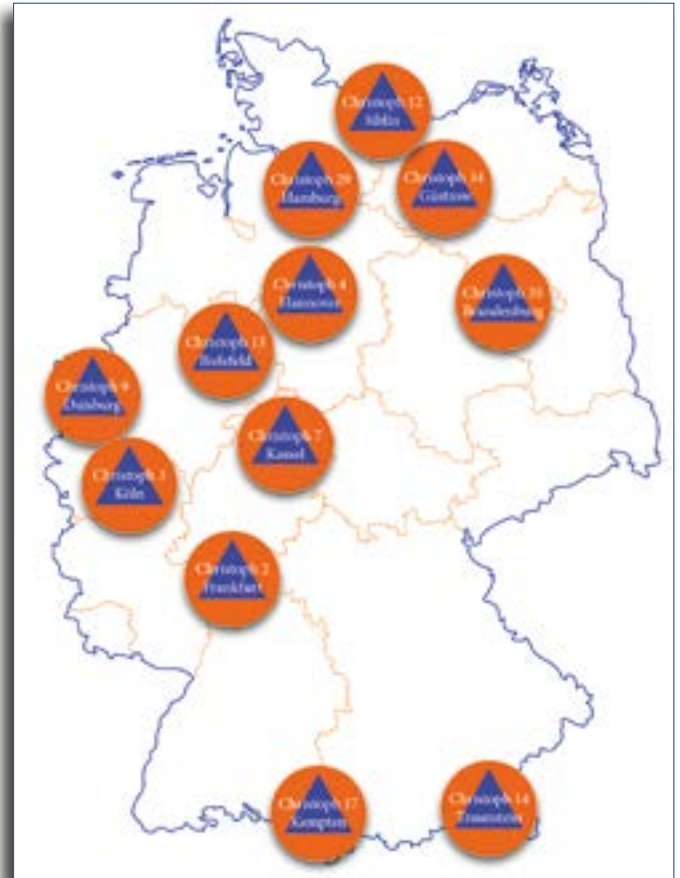 Christoph 12
Siblin
Christoph 29
Hamburg
Christoph 34
Güstrow
Christoph 4
Hannover
Christoph 35
Brandenburg
Christoph 13
Bielefeld
Christoph 9
Duisburg
Christoph 7
Kassel
Christoph 3
Köln
Christoph 2
Frankfurt
Christoph 17
Kempten
Christoph 14
Traunstein